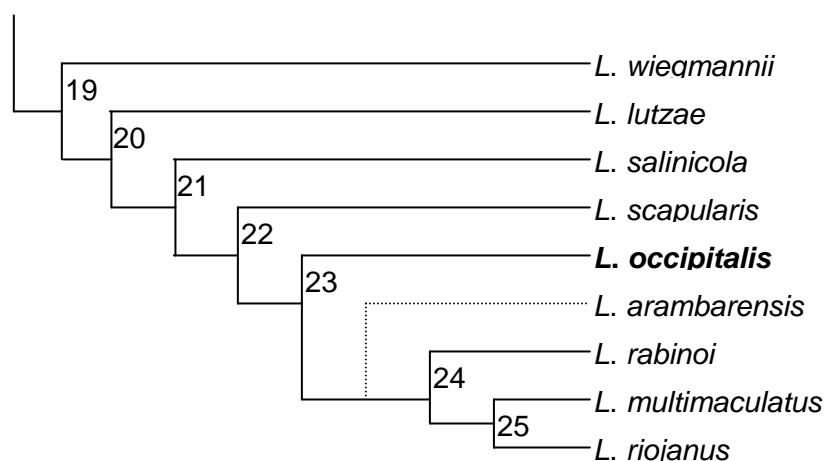 19
L. wiegmannii
20
L. lutzae
21
L. salinicola
22
L. scapularis
23
L. occipitalis
L. arambarensis
24
L. rabinoi
25
L. multimaculatus
L. riojanus